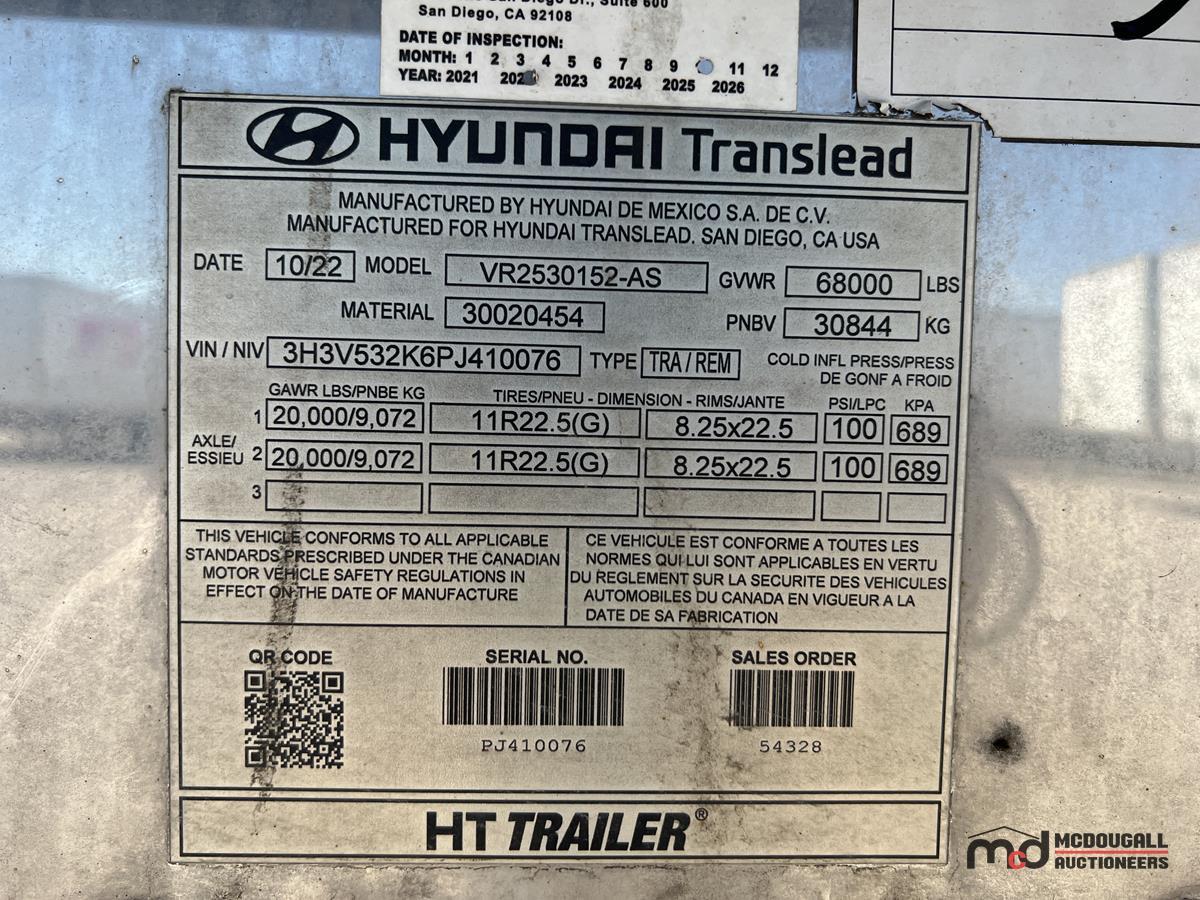 San Diego, CA 92108
DATE OF INSPECTION:
MONTH: 1 2 3 4 5 6 7 8 9 11 12
YEAR: 2021 2023 2024 2025 2026
HYUNDAI Translead
MANUFACTURED BY HYUNDAI DE MEXICO S.A. DE C.V.
MANUFACTURED FOR HYUNDAI TRANSLEAD. SAN DIEGO, CA USA
DATE 10/22 MODEL VR2530152-AS GVWR 68000 LBS
MATERIAL 30020454 PNBV 30844 KG
VIN / NIV 3H3V532K6PJ410076 TYPE TRA / REM COLD INFL PRESS/PRESS
DE GONF A FROID
GAWR LBS/PNBE KG TIRES/PNEU - DIMENSION - RIMS/JANTE PSI/LPC KPA
1 20,000/9,072 11R22.5(G) 8.25x22.5 100 689
AXLE/
ESSIEU 2 20,000/9,072 11R22.5(G) 8.25x22.5 100 689
3
THIS VEHICLE CONFORMS TO ALL APPLICABLE
STANDARDS PRESCRIBED UNDER THE CANADIAN
MOTOR VEHICLE SAFETY REGULATIONS IN
EFFECT ON THE DATE OF MANUFACTURE
CE VEHICULE EST CONFORME A TOUTES LES
NORMES QUI LUI SONT APPLICABLES EN VERTU
DU REGLEMENT SUR LA SECURITE DES VEHICULES
AUTOMOBILES DU CANADA EN VIGUEUR A LA
DATE DE SA FABRICATION
QR CODE SERIAL NO. SALES ORDER
PJ410076 54328
HT TRAILER®
mcd MCDOUGALL
AUCTIONEERS